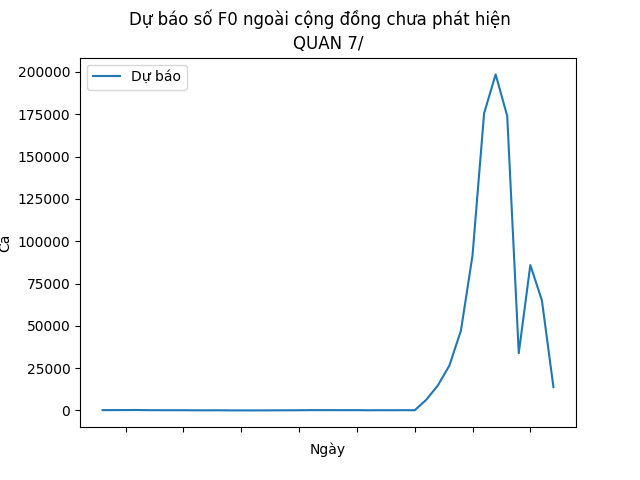 Dự báo số F0 ngoài cộng đồng chưa phát hiện
QUAN 7/
Dự báo
200000
175000
150000
125000
100000
75000
50000
25000
0
Ca
Ngày